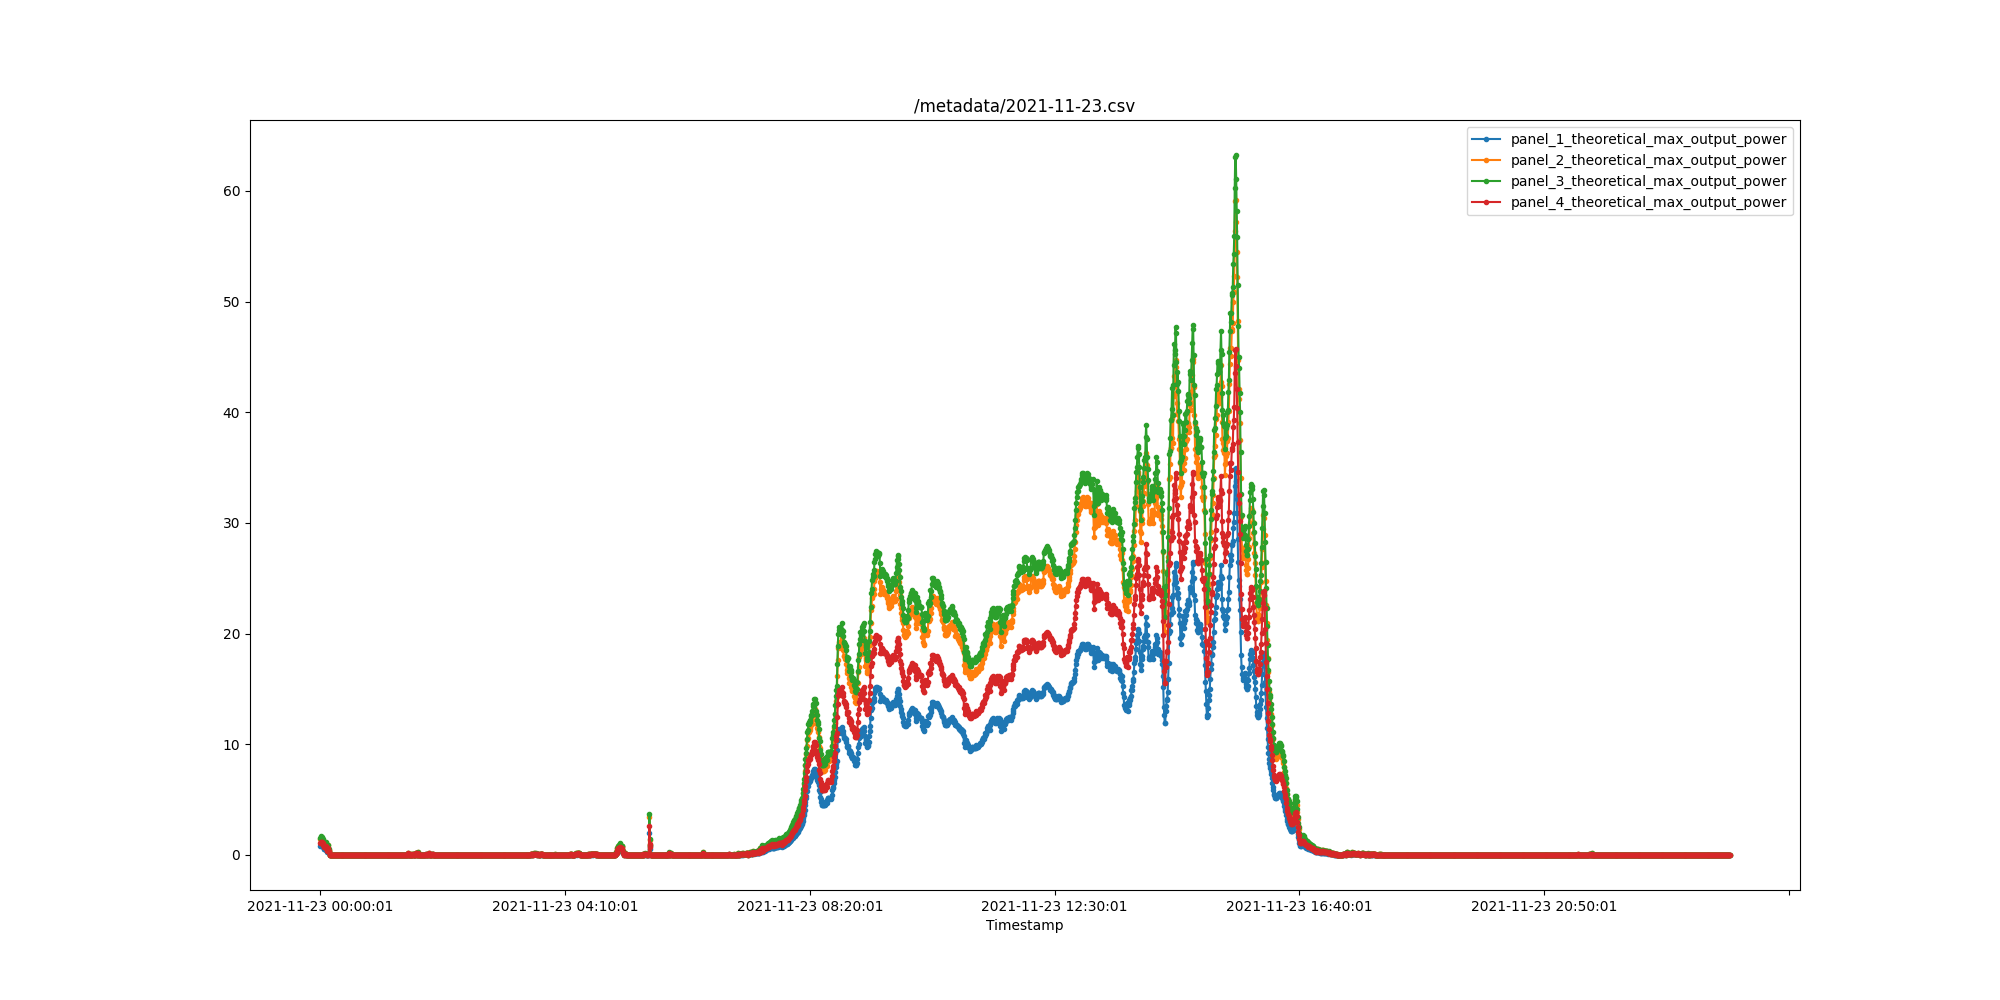 /metadata/2021-11-23.csv
panel_1_theoretical_max_output_power
panel_2_theoretical_max_output_power
panel_3_theoretical_max_output_power
panel_4_theoretical_max_output_power
60
50
40
30
20
10
0
2021-11-23 00:00:01 2021-11-23 04:10:01 2021-11-23 08:20:01 2021-11-23 12:30:01 2021-11-23 16:40:01 2021-11-23 20:50:01
Timestamp